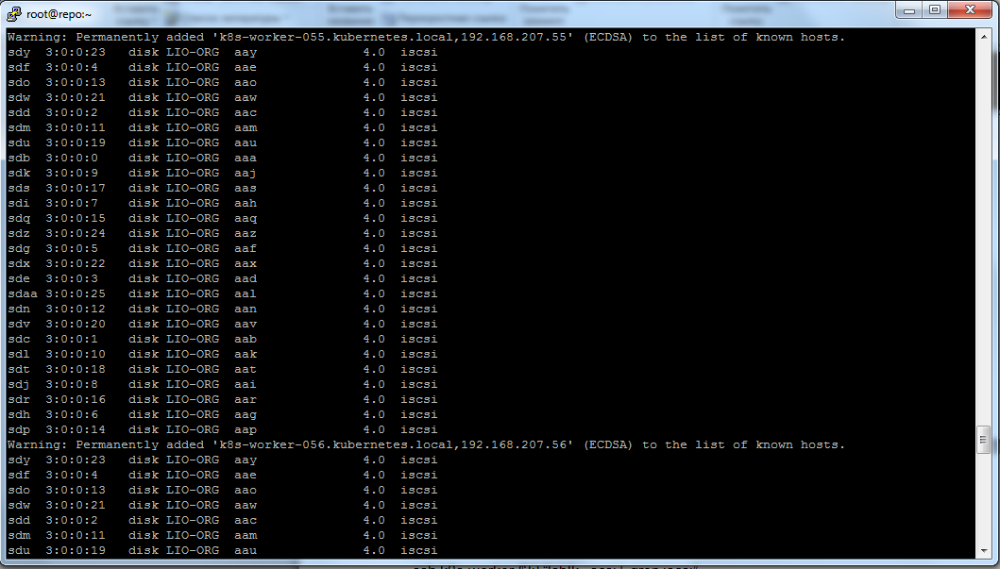 root@repo:~
Warning: Permanently added 'k8s-worker-055.kubernetes.local,192.168.207.55' (ECDSA) to the list of known hosts.
sdy  3:0:0:23   disk LIO-ORG  aay              4.0  iscsi
sdf  3:0:0:4    disk LIO-ORG  aae              4.0  iscsi
sdo  3:0:0:13   disk LIO-ORG  aao              4.0  iscsi
sdw  3:0:0:21   disk LIO-ORG  aaw              4.0  iscsi
sdd  3:0:0:2    disk LIO-ORG  aac              4.0  iscsi
sdm  3:0:0:11   disk LIO-ORG  aam              4.0  iscsi
sdu  3:0:0:19   disk LIO-ORG  aau              4.0  iscsi
sdb  3:0:0:0    disk LIO-ORG  aaa              4.0  iscsi
sdk  3:0:0:9    disk LIO-ORG  aaj              4.0  iscsi
sds  3:0:0:17   disk LIO-ORG  aas              4.0  iscsi
sdi  3:0:0:7    disk LIO-ORG  aah              4.0  iscsi
sdq  3:0:0:15   disk LIO-ORG  aaq              4.0  iscsi
sdz  3:0:0:24   disk LIO-ORG  aaz              4.0  iscsi
sdg  3:0:0:5    disk LIO-ORG  aaf              4.0  iscsi
sdx  3:0:0:22   disk LIO-ORG  aax              4.0  iscsi
sde  3:0:0:3    disk LIO-ORG  aad              4.0  iscsi
sdaa 3:0:0:25   disk LIO-ORG  aal              4.0  iscsi
sdn  3:0:0:12   disk LIO-ORG  aan              4.0  iscsi
sdv  3:0:0:20   disk LIO-ORG  aav              4.0  iscsi
sdc  3:0:0:1    disk LIO-ORG  aab              4.0  iscsi
sdl  3:0:0:10   disk LIO-ORG  aak              4.0  iscsi
sdt  3:0:0:18   disk LIO-ORG  aat              4.0  iscsi
sdj  3:0:0:8    disk LIO-ORG  aai              4.0  iscsi
sdr  3:0:0:16   disk LIO-ORG  aar              4.0  iscsi
sdh  3:0:0:6    disk LIO-ORG  aag              4.0  iscsi
sdp  3:0:0:14   disk LIO-ORG  aap              4.0  iscsi
Warning: Permanently added 'k8s-worker-056.kubernetes.local,192.168.207.56' (ECDSA) to the list of known hosts.
sdy  3:0:0:23   disk LIO-ORG  aay              4.0  iscsi
sdf  3:0:0:4    disk LIO-ORG  aae              4.0  iscsi
sdo  3:0:0:13   disk LIO-ORG  aao              4.0  iscsi
sdw  3:0:0:21   disk LIO-ORG  aaw              4.0  iscsi
sdd  3:0:0:2    disk LIO-ORG  aac              4.0  iscsi
sdm  3:0:0:11   disk LIO-ORG  aam              4.0  iscsi
sdu  3:0:0:19   disk LIO-ORG  aau              4.0  iscsi